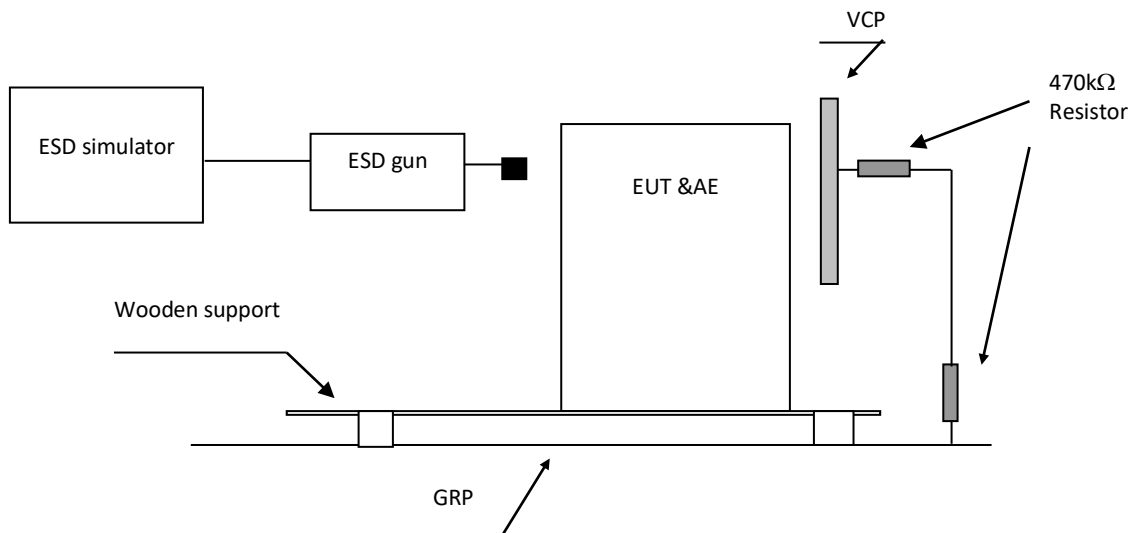 VCP
470kΩ
Resistor
ESD simulator
ESD gun
EUT &AE
Wooden support
GRP